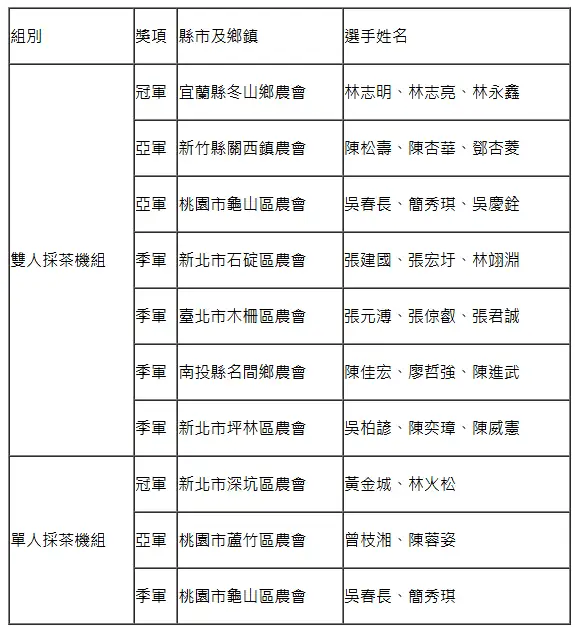 組別 獎項 縣市及鄉鎮 選手姓名
雙人採茶機組 冠軍 宜蘭縣冬山鄉農會 林志明、林志亮、林永鑫
亞軍 新竹縣關西鎮農會 陳松壽、陳杏華、鄧杏菱
亞軍 桃園市龜山區農會 吳春長、簡秀琪、吳慶銓
季軍 新北市石碇區農會 張建國、張宏圩、林翊淵
季軍 臺北市木柵區農會 張元溥、張倞叡、張君誠
季軍 南投縣名間鄉農會 陳佳宏、廖哲強、陳進武
季軍 新北市坪林區農會 吳柏諺、陳奕璋、陳威憲
單人採茶機組 冠軍 新北市深坑區農會 黃金城、林火松
亞軍 桃園市蘆竹區農會 曾枝湘、陳蓉姿
季軍 桃園市龜山區農會 吳春長、簡秀琪